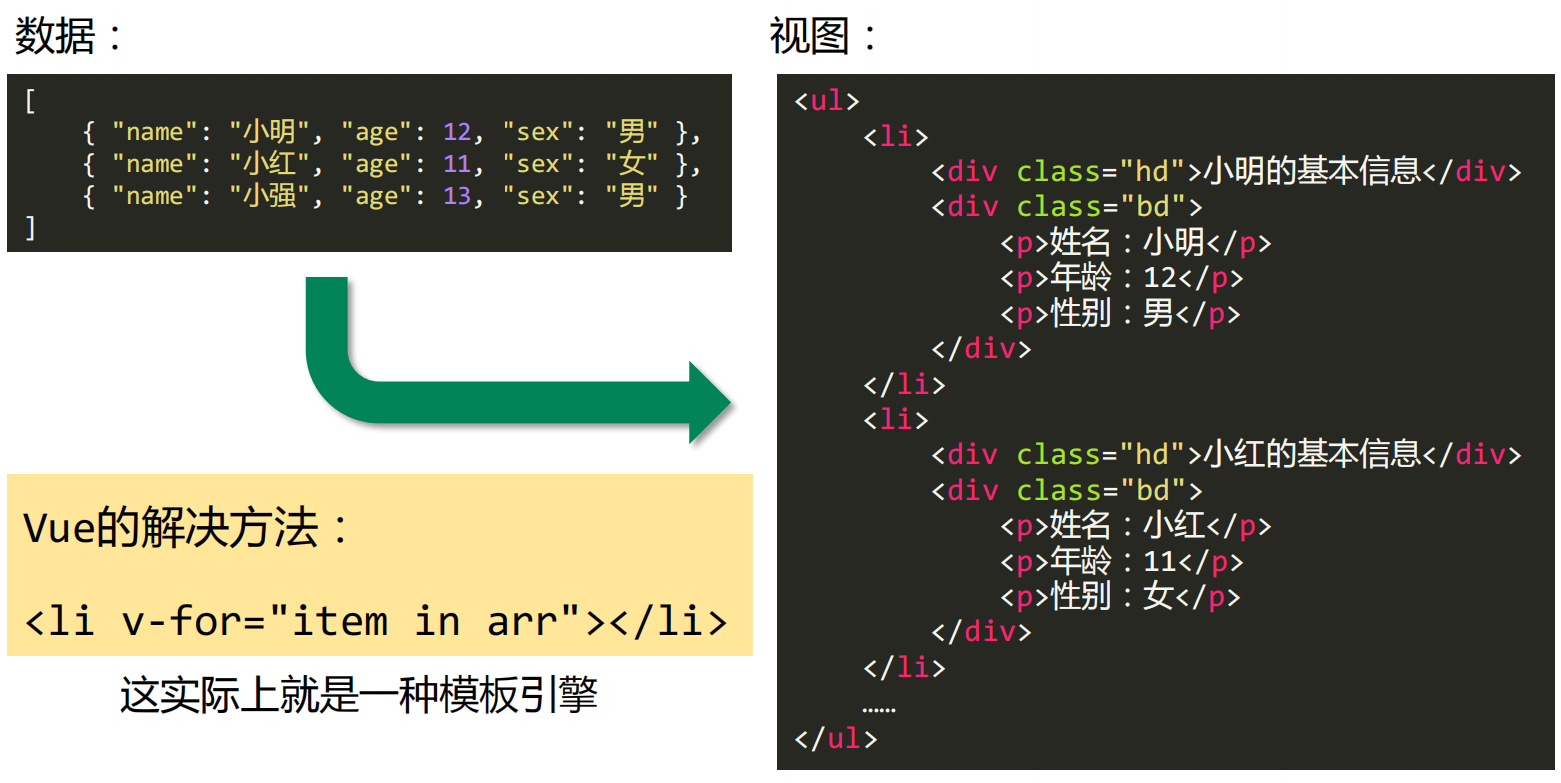 数据：
[
    { "name": "小明", "age": 12, "sex": "男" },
    { "name": "小红", "age": 11, "sex": "女" },
    { "name": "小强", "age": 13, "sex": "男" }
]
Vue的解决方法：
<li v-for="item in arr"></li>
这实际上就是一种模板引擎
视图：
<ul>
    <li>
        <div class="hd">小明的基本信息</div>
        <div class="bd">
            <p>姓名：小明</p>
            <p>年龄：12</p>
            <p>性别：男</p>
        </div>
    </li>
    <li>
        <div class="hd">小红的基本信息</div>
        <div class="bd">
            <p>姓名：小红</p>
            <p>年龄：11</p>
            <p>性别：女</p>
        </div>
    </li>
    ……
</ul>